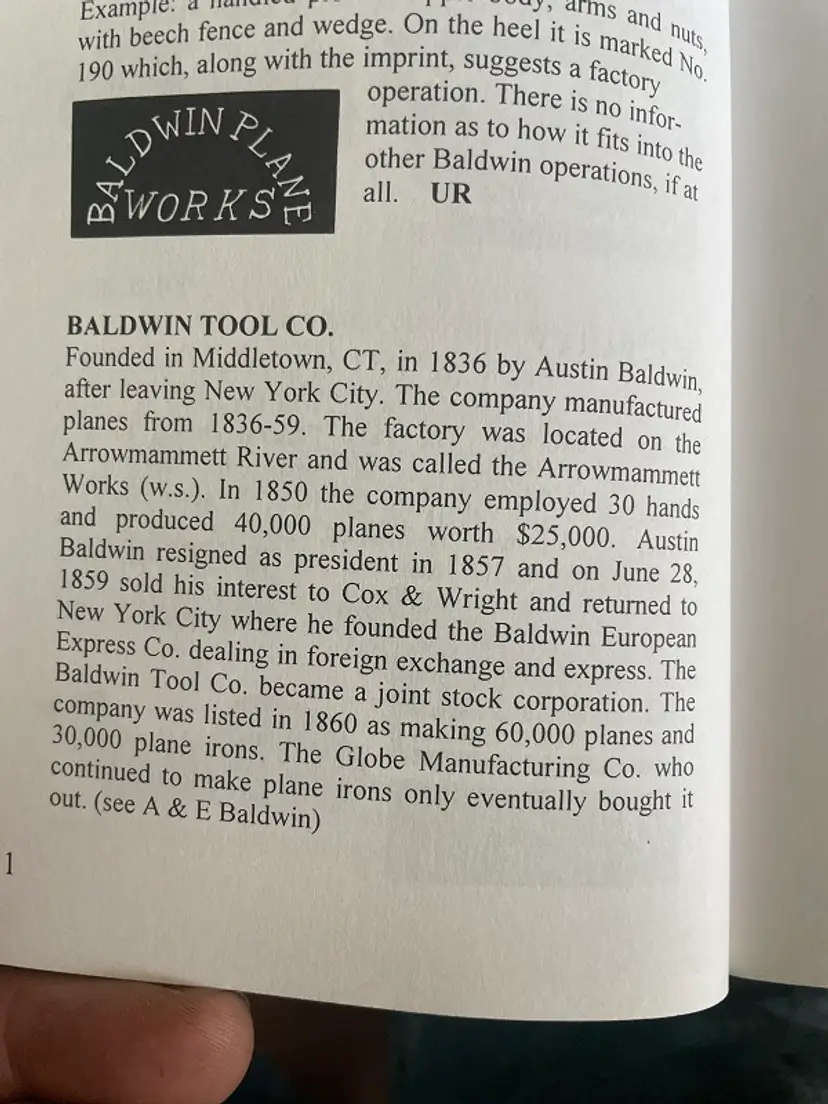 Example: a handled body, arms and nuts,
with beech fence and wedge. On the heel it is marked No.
190 which, along with the imprint, suggests a factory
operation. There is no infor-
mation as to how it fits into the
other Baldwin operations, if at
all. UR
BALDWIN PLANE
WORKS
BALDWIN TOOL CO.
Founded in Middletown, CT, in 1836 by Austin Baldwin,
after leaving New York City. The company manufactured
planes from 1836-59. The factory was located on the
Arrowmammett River and was called the Arrowmammett
Works (w.s.). In 1850 the company employed 30 hands
and produced 40,000 planes worth $25,000. Austin
Baldwin resigned as president in 1857 and on June 28,
1859 sold his interest to Cox & Wright and returned to
New York City where he founded the Baldwin European
Express Co. dealing in foreign exchange and express. The
Baldwin Tool Co. became a joint stock corporation. The
company was listed in 1860 as making 60,000 planes and
30,000 plane irons. The Globe Manufacturing Co. who
continued to make plane irons only eventually bought it
out. (see A & E Baldwin)
1